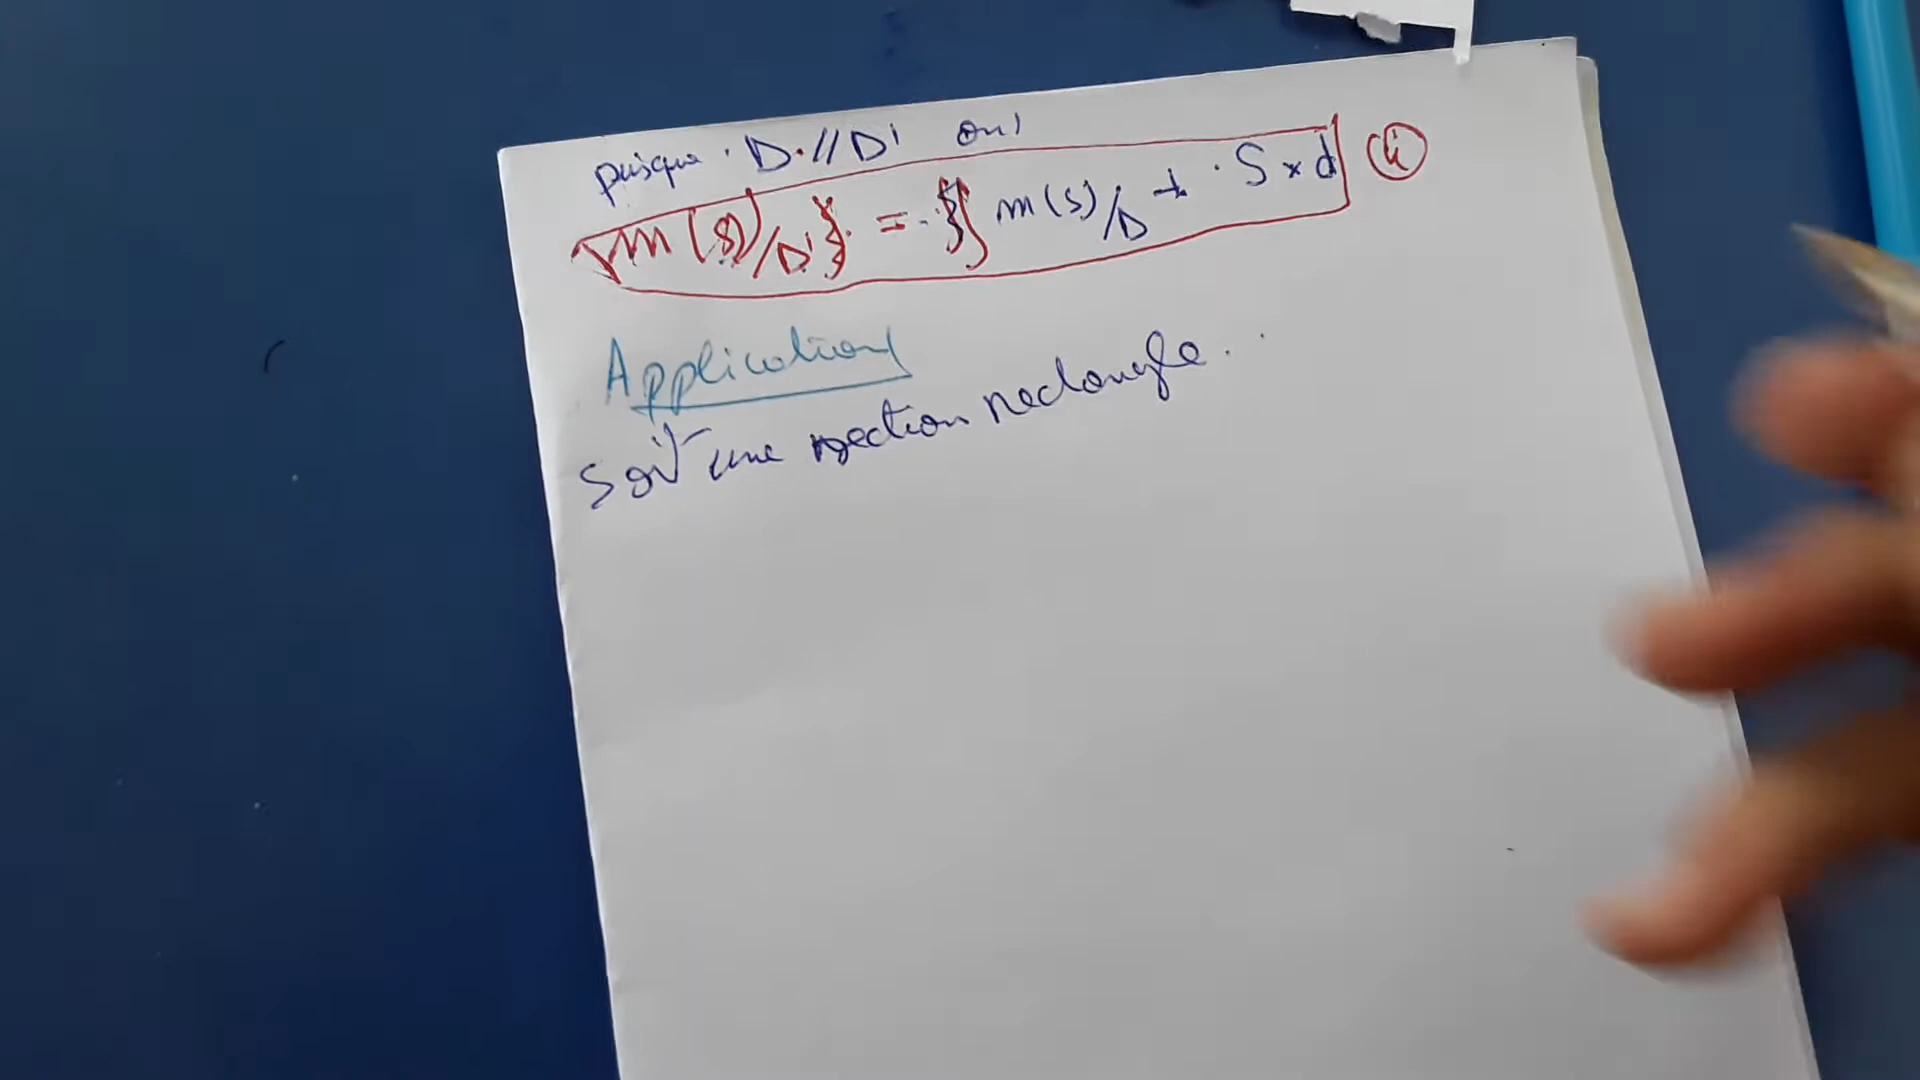 puisque . D // D' on
m(S)/D' = m(S)/D + S × d
Application
Soit une section rectangle . .